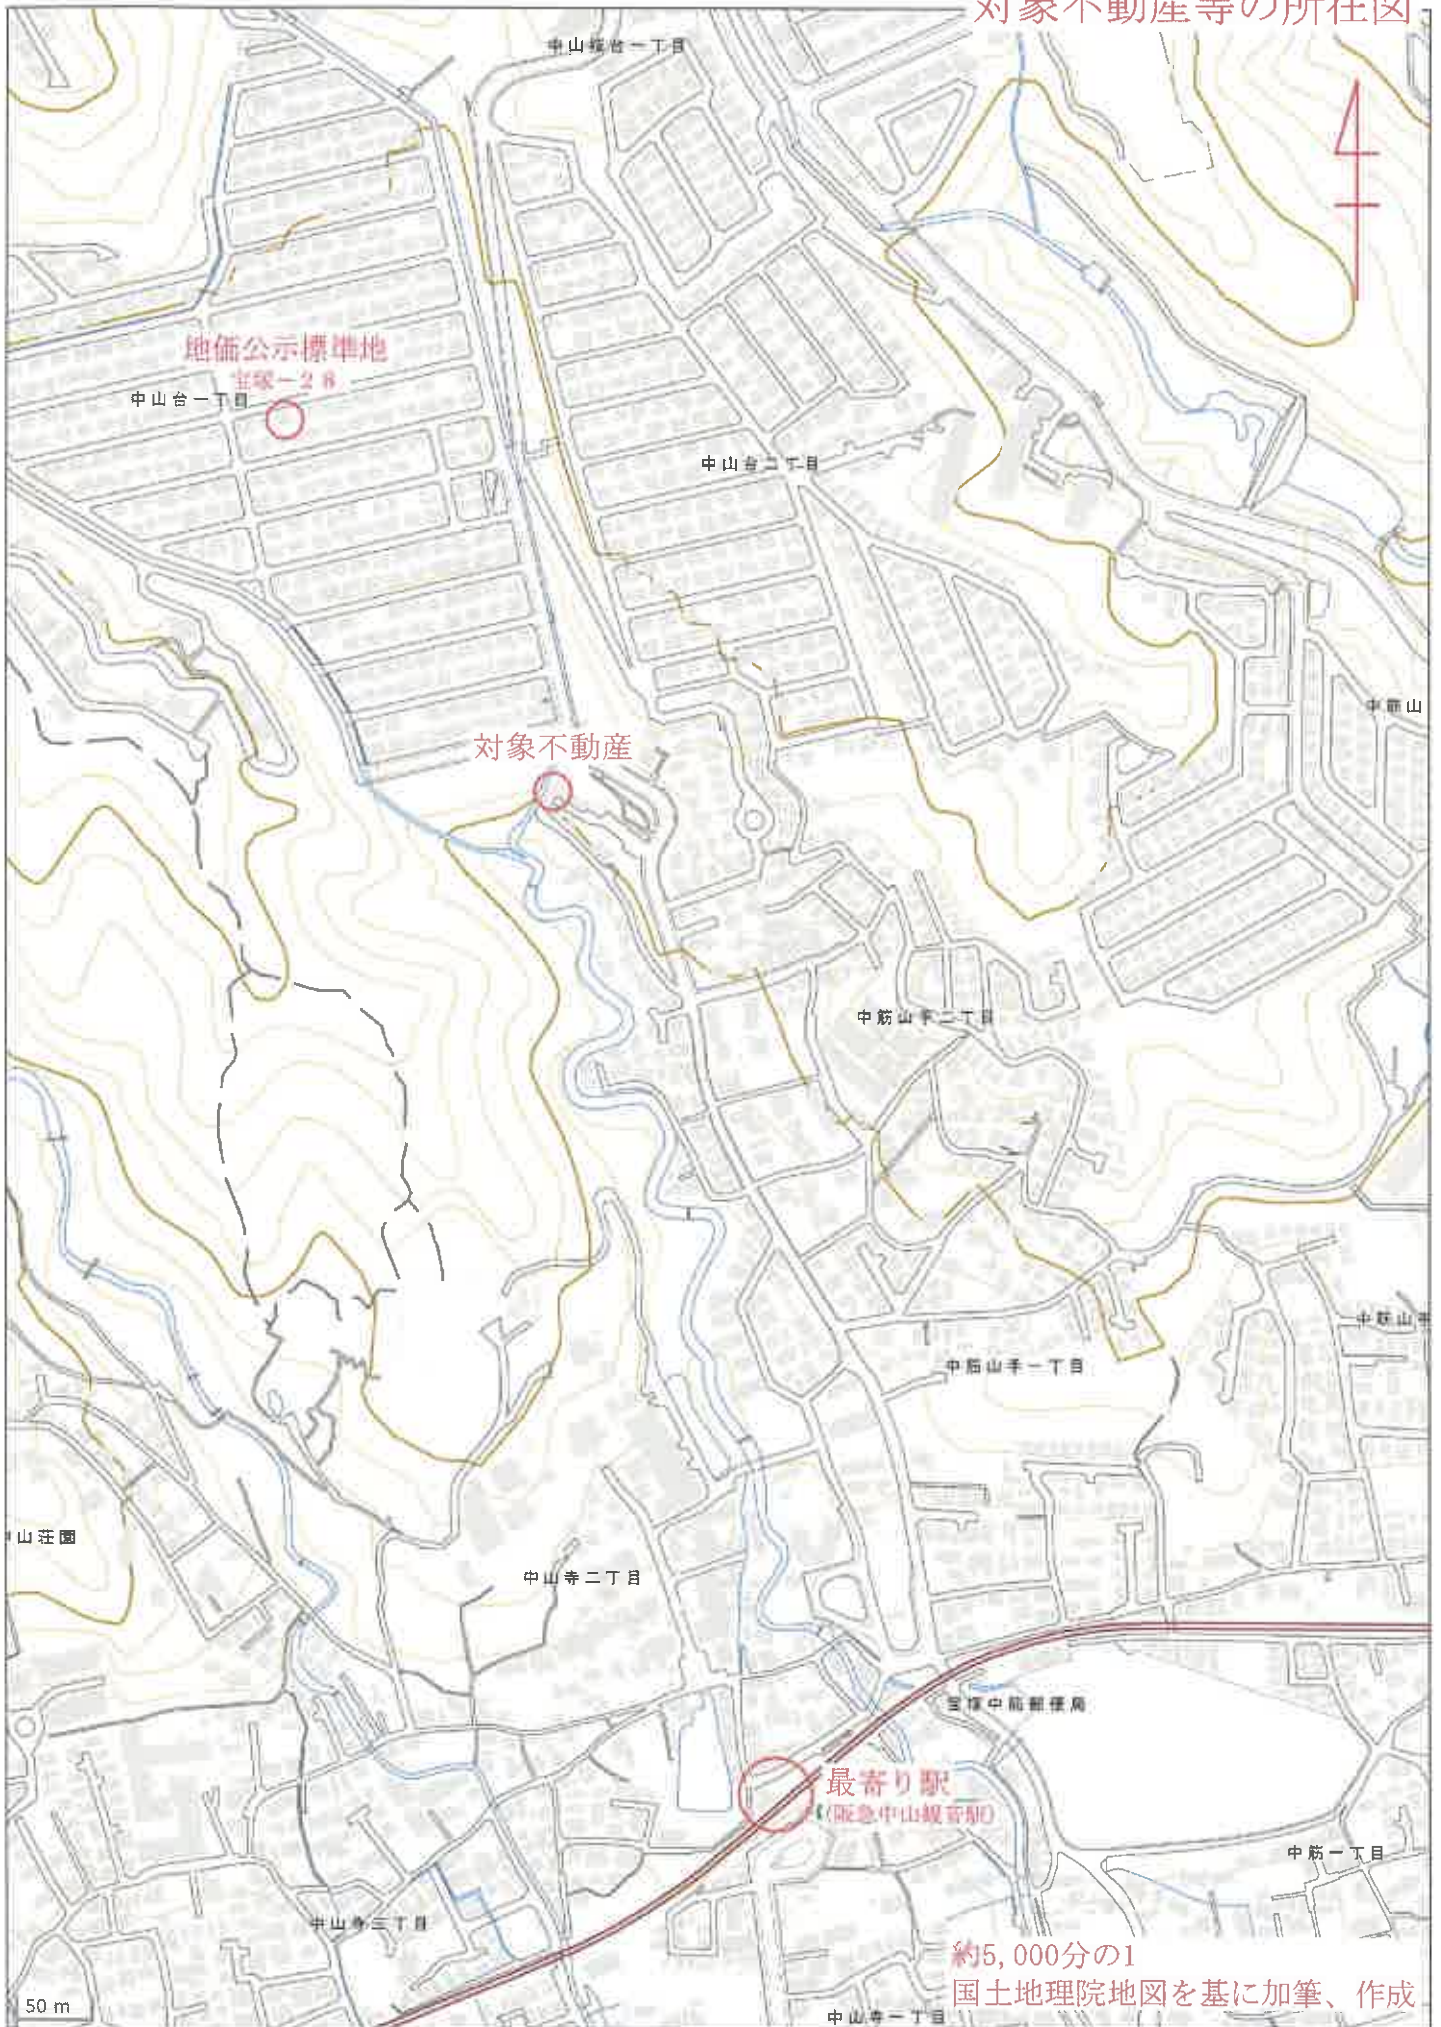 対象不動産等の所在図
中山桜台一丁目
地価公示標準地
宝塚－28
中山台一丁目
中山台二丁目
中筋山
対象不動産
中筋山手二丁目
中筋山手
中筋山手一丁目
山荘園
中山寺二丁目
宝塚中筋郵便局
最寄り駅
(阪急中山観音駅)
中筋一丁目
中山寺三丁目
約5,000分の1
国土地理院地図を基に加筆、作成
50 m
中山寺一丁目